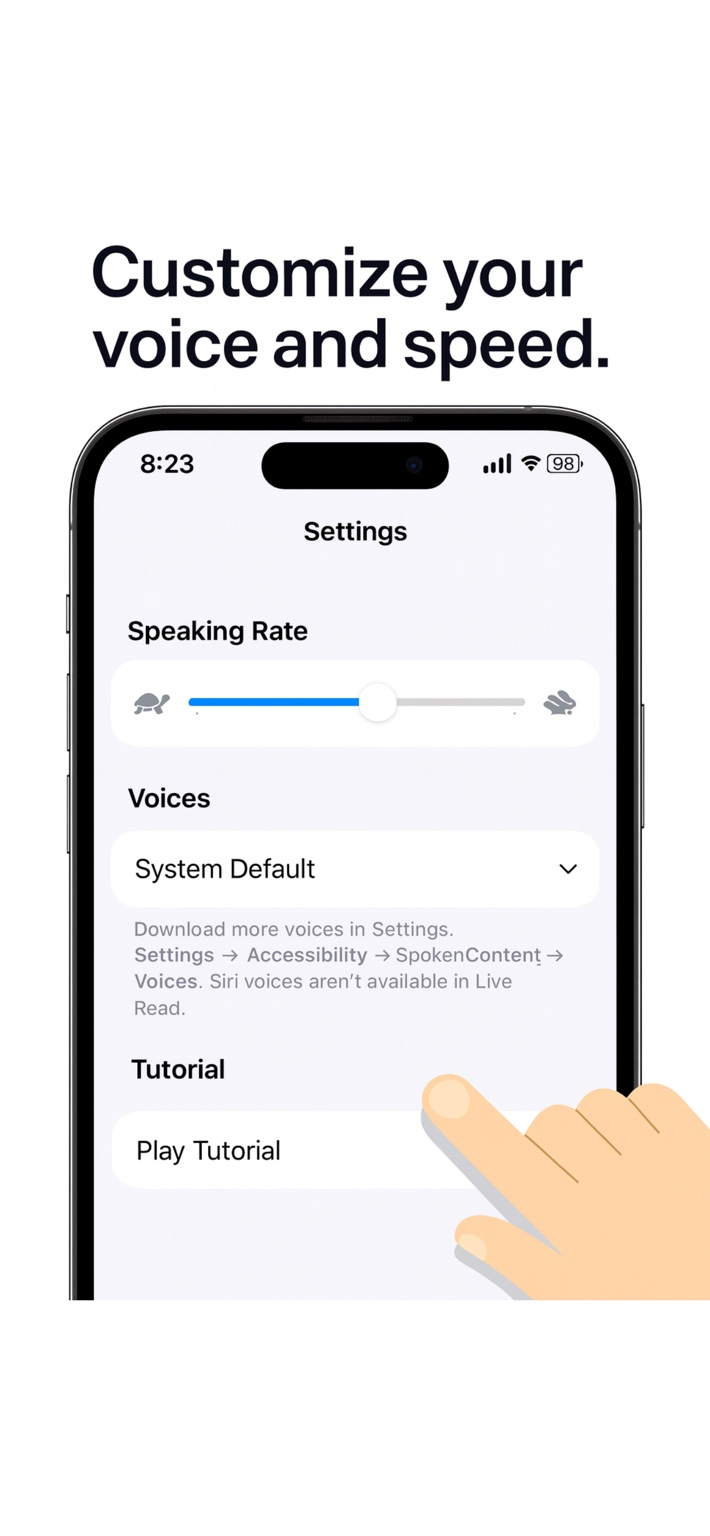 Customize your
voice and speed.
8:23
98
Settings
Speaking Rate
Voices
System Default
Download more voices in Settings.
Settings → Accessibility → SpokenContent →
Voices. Siri voices aren’t available in Live
Read.
Tutorial
Play Tutorial